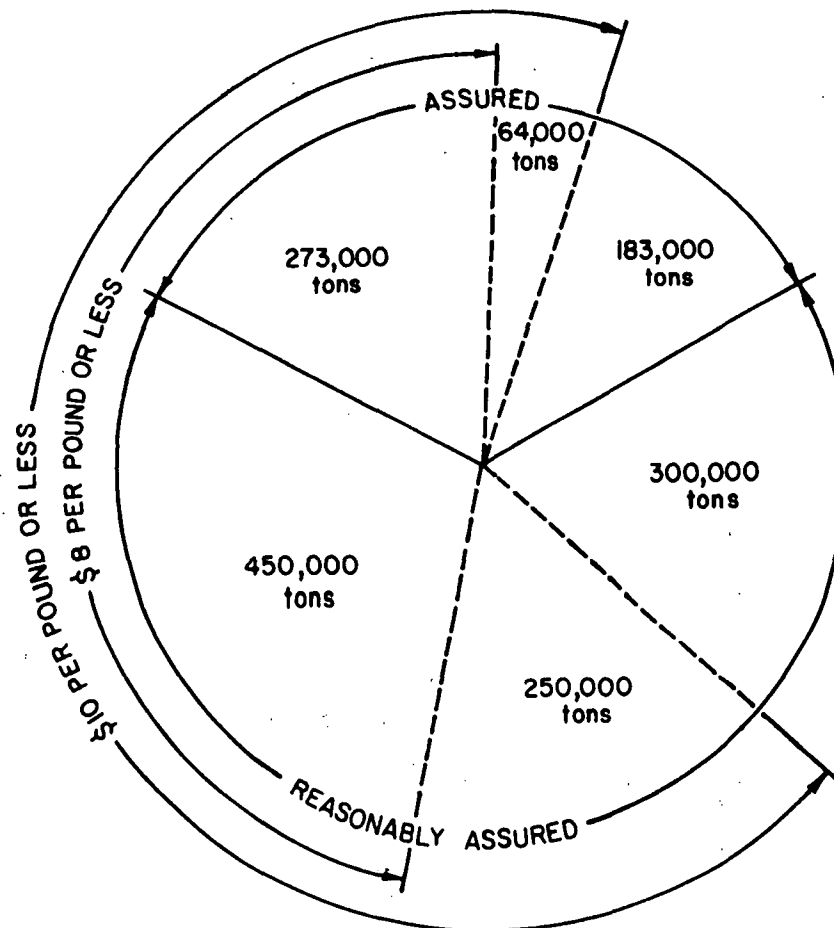 ASSURED
64,000
tons
273,000
tons
183,000
tons
300,000
tons
450,000
tons
250,000
tons
REASONABLY ASSURED
$8 PER POUND OR LESS
$10 PER POUND OR LESS